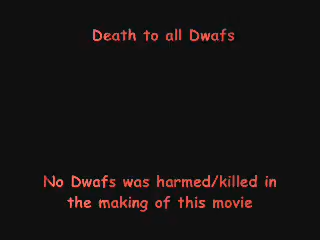 Death to all Dwafs
No Dwafs was harmed/killed in
the making of this movie